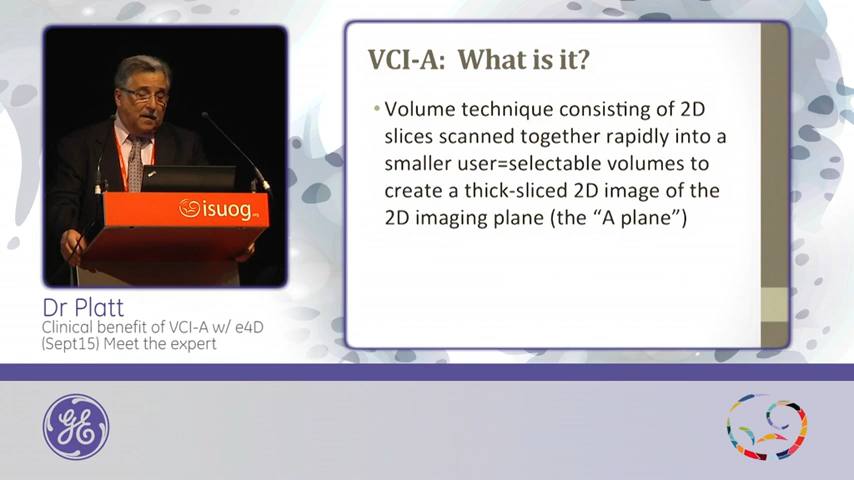 VCI-A: What is it?
• Volume technique consisting of 2D
slices scanned together rapidly into a
smaller user=selectable volumes to
create a thick-sliced 2D image of the
2D imaging plane (the “A plane”)
isuog.org
Dr Platt
Clinical benefit of VCI-A w/ e4D
(Sept15) Meet the expert
GE